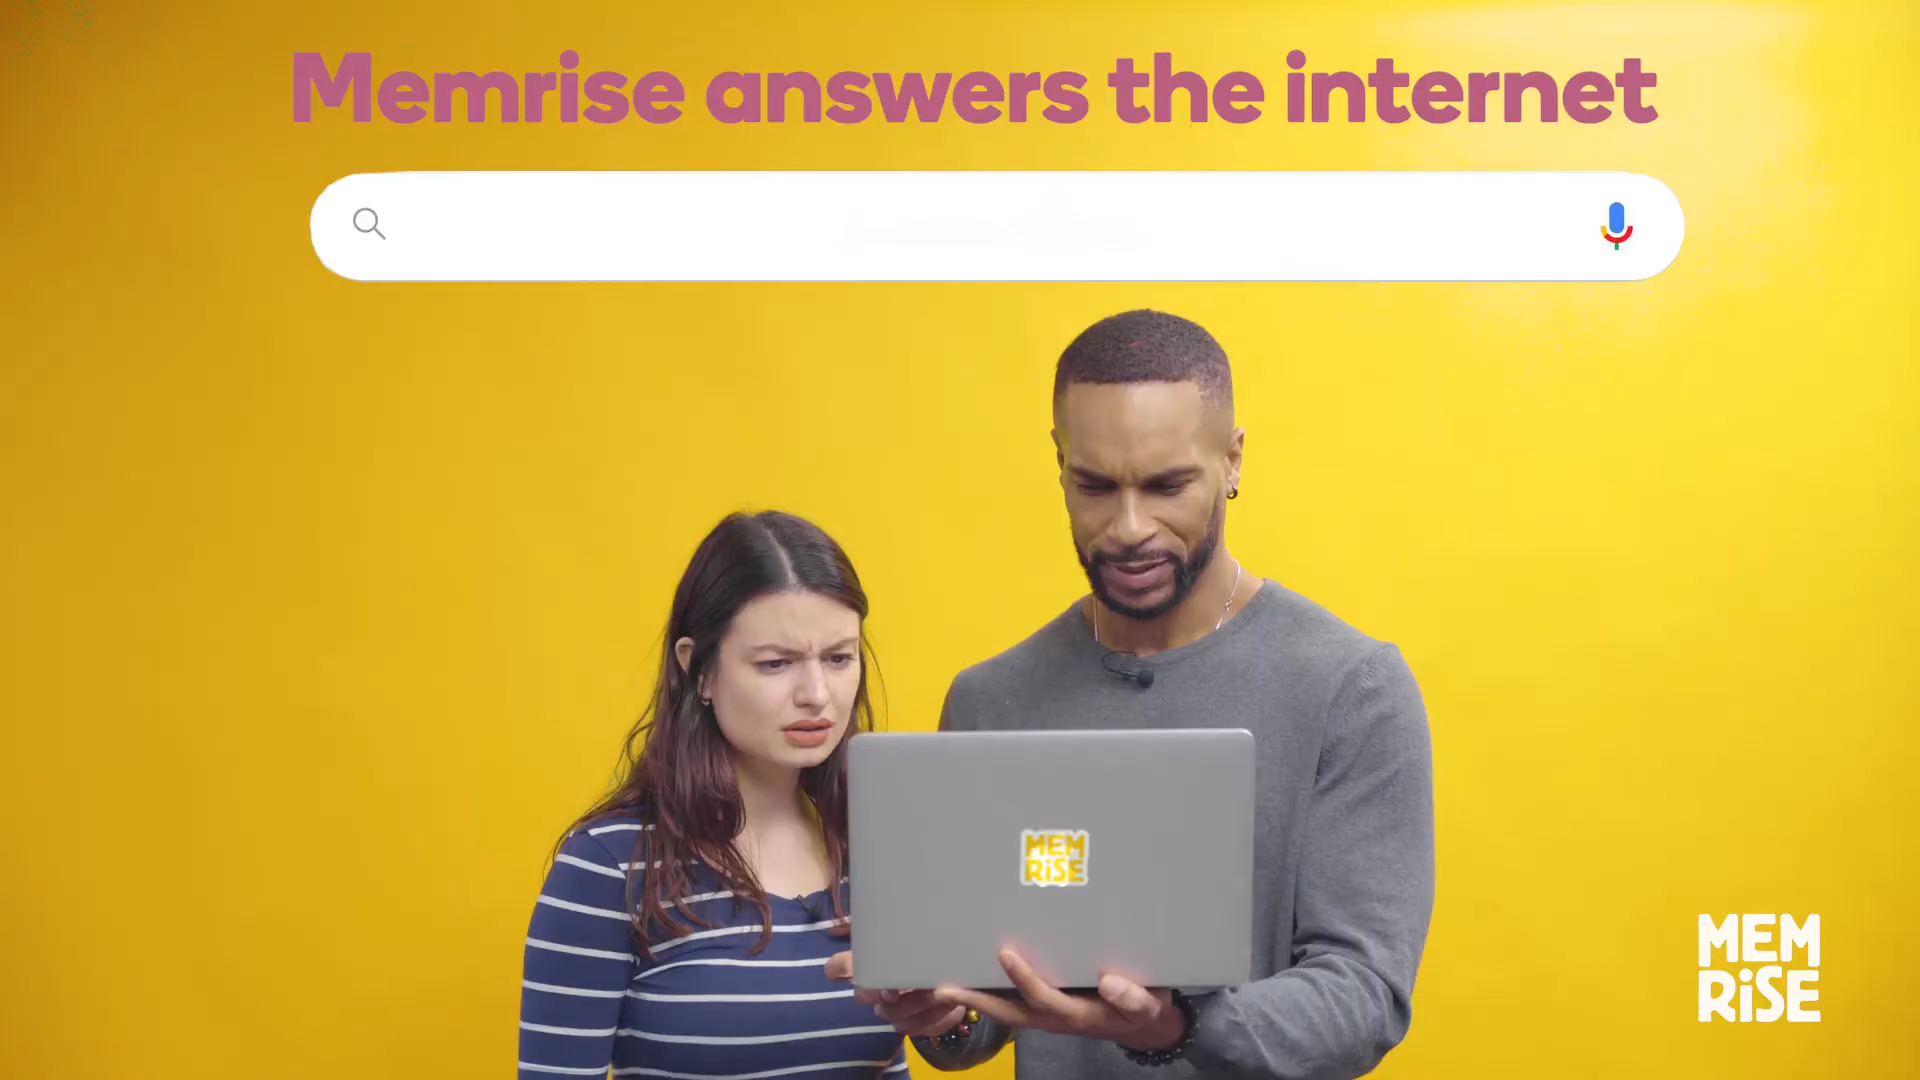 Memrise answers the internet
MEM
RiSE
MEM
RiSE